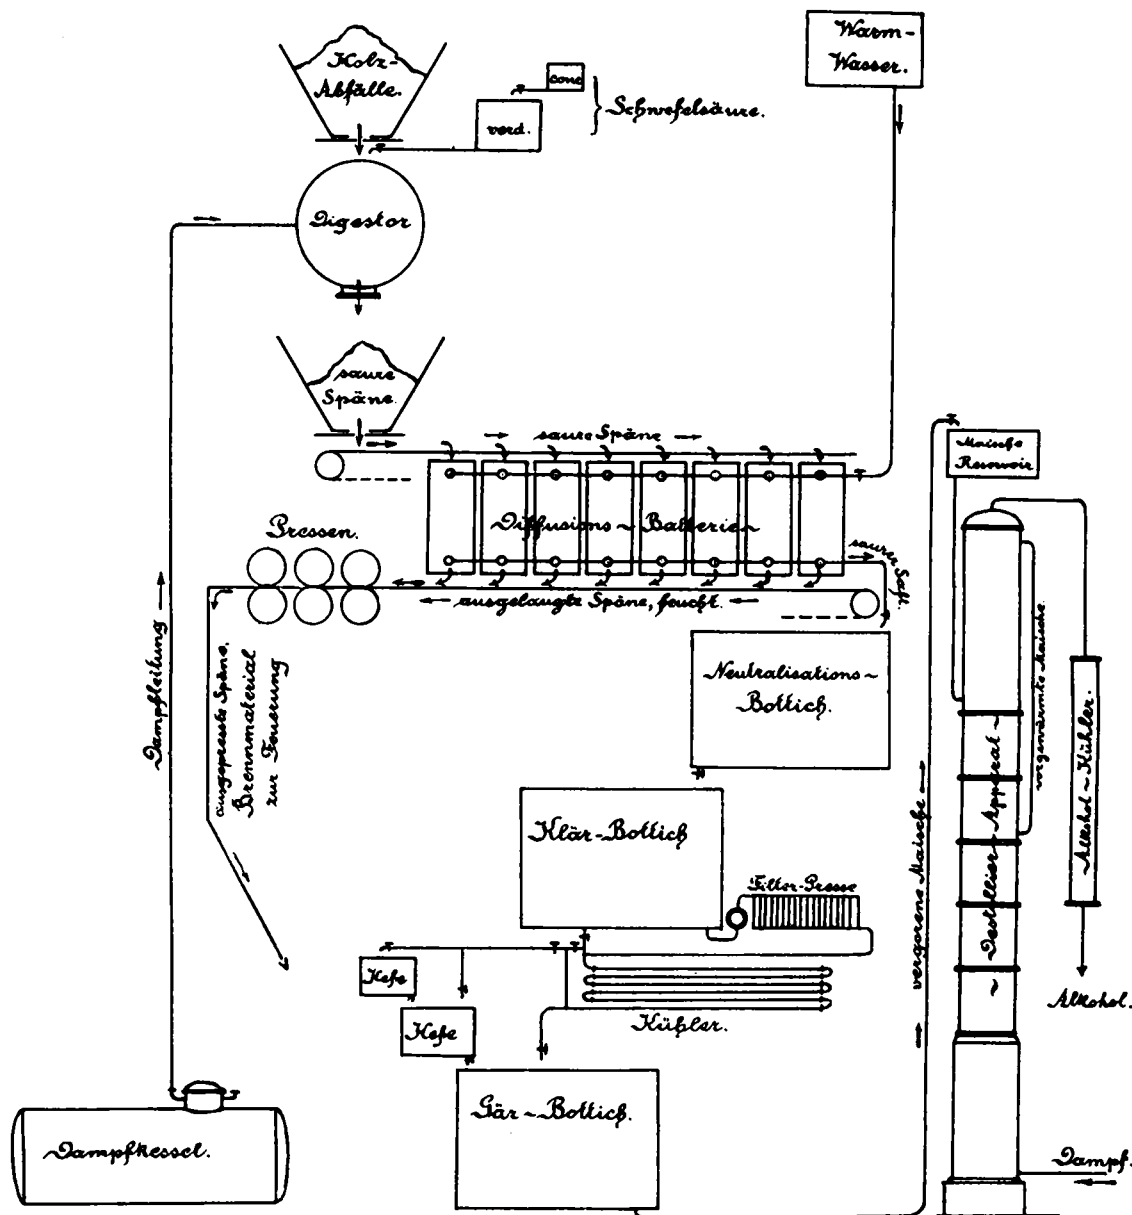 Holz-
Abfälle.
conc
verd.
Schwefelsäure.
Warm-
Wasser.
Digestor
saure
Späne.
saure Späne
Maische
Reservoir
Diffusions ~ Batterie ~
Pressen.
saurer Saft.
ausgelaugte Späne, feucht.
Dampfleitung
ausgepresste Späne,
Brennmaterial
zur Feuerung
Neutralisations ~
Bottich.
vorgewärmte Maische.
Alkohol ~ Kühler.
~ Destillier ~ Apparat ~
vergorene Maische
Klär-Bottich
Filter-Presse
Hefe
Hefe
Kühler.
Alkohol.
Gär ~ Bottich.
Dampfkessel.
Dampf.